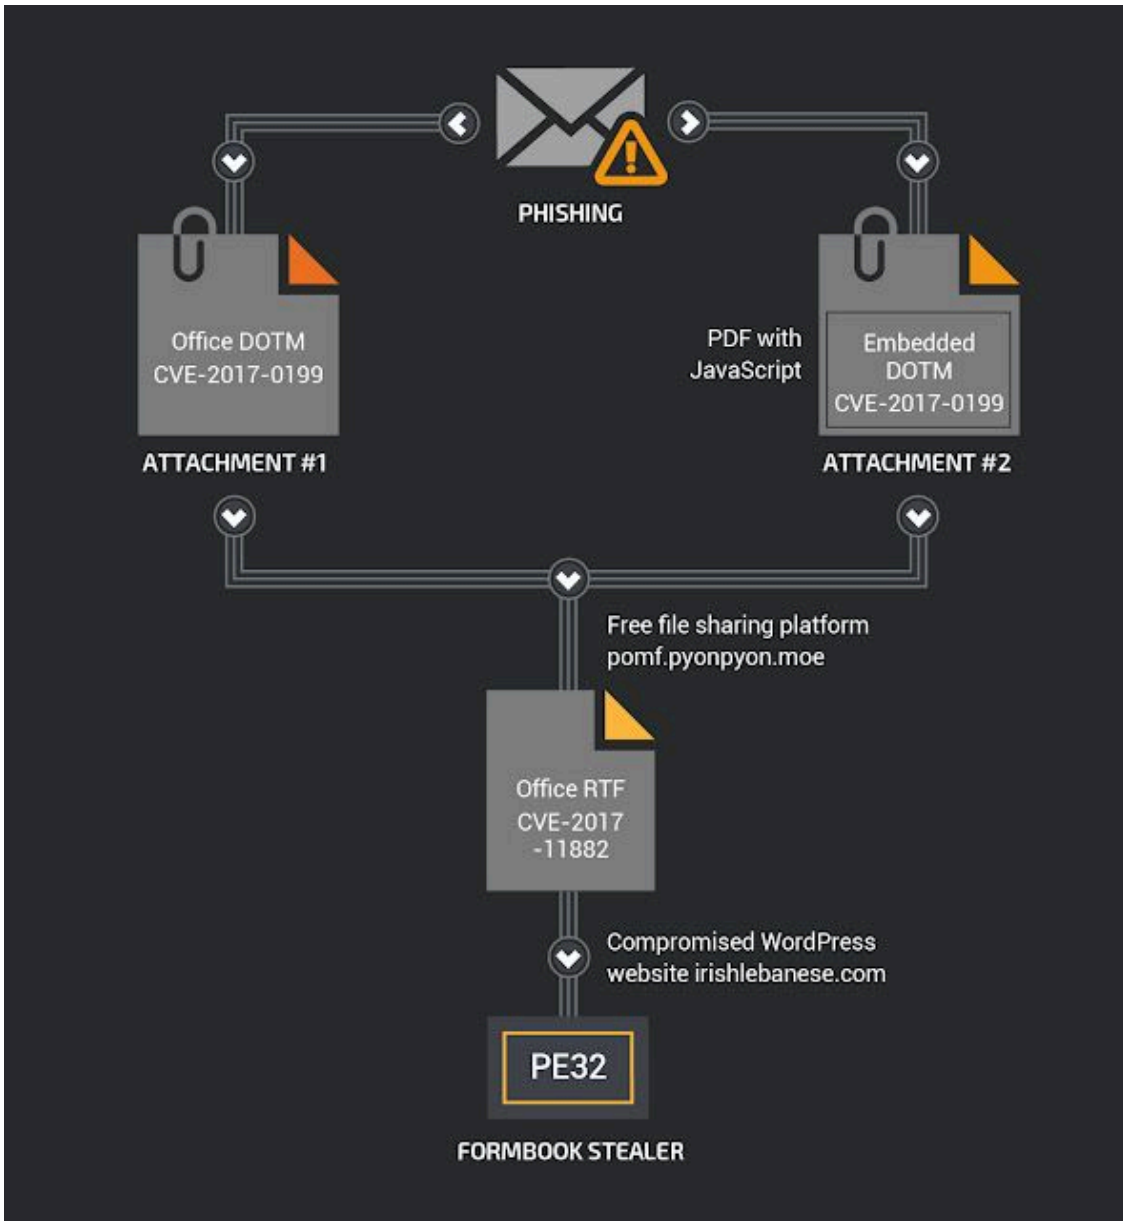 PHISHING
Office DOTM
CVE-2017-0199
ATTACHMENT #1
PDF with
JavaScript
Embedded
DOTM
CVE-2017-0199
ATTACHMENT #2
Free file sharing platform
pomf.pyonpyon.moe
Office RTF
CVE-2017
-11882
Compromised WordPress
website irishlebanese.com
PE32
FORMBOOK STEALER